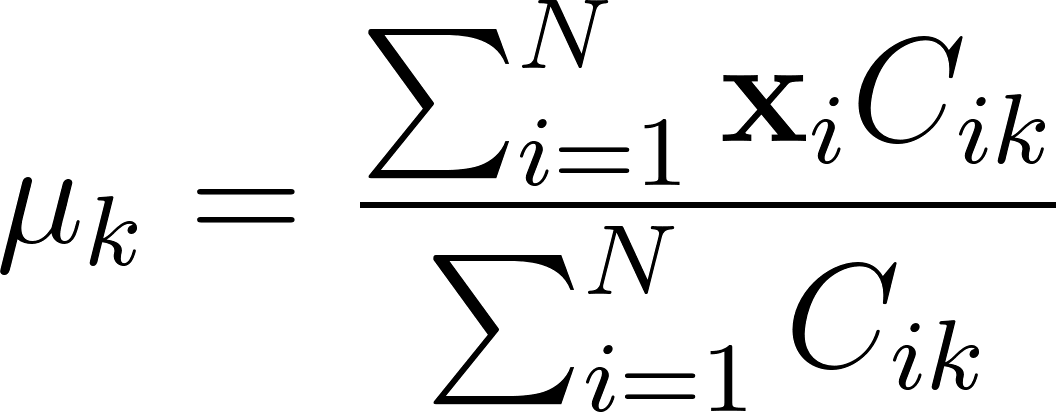 μ_k = \frac{\sum_{i=1}^{N} \mathbf{x}_i C_{ik}}{\sum_{i=1}^{N} C_{ik}}